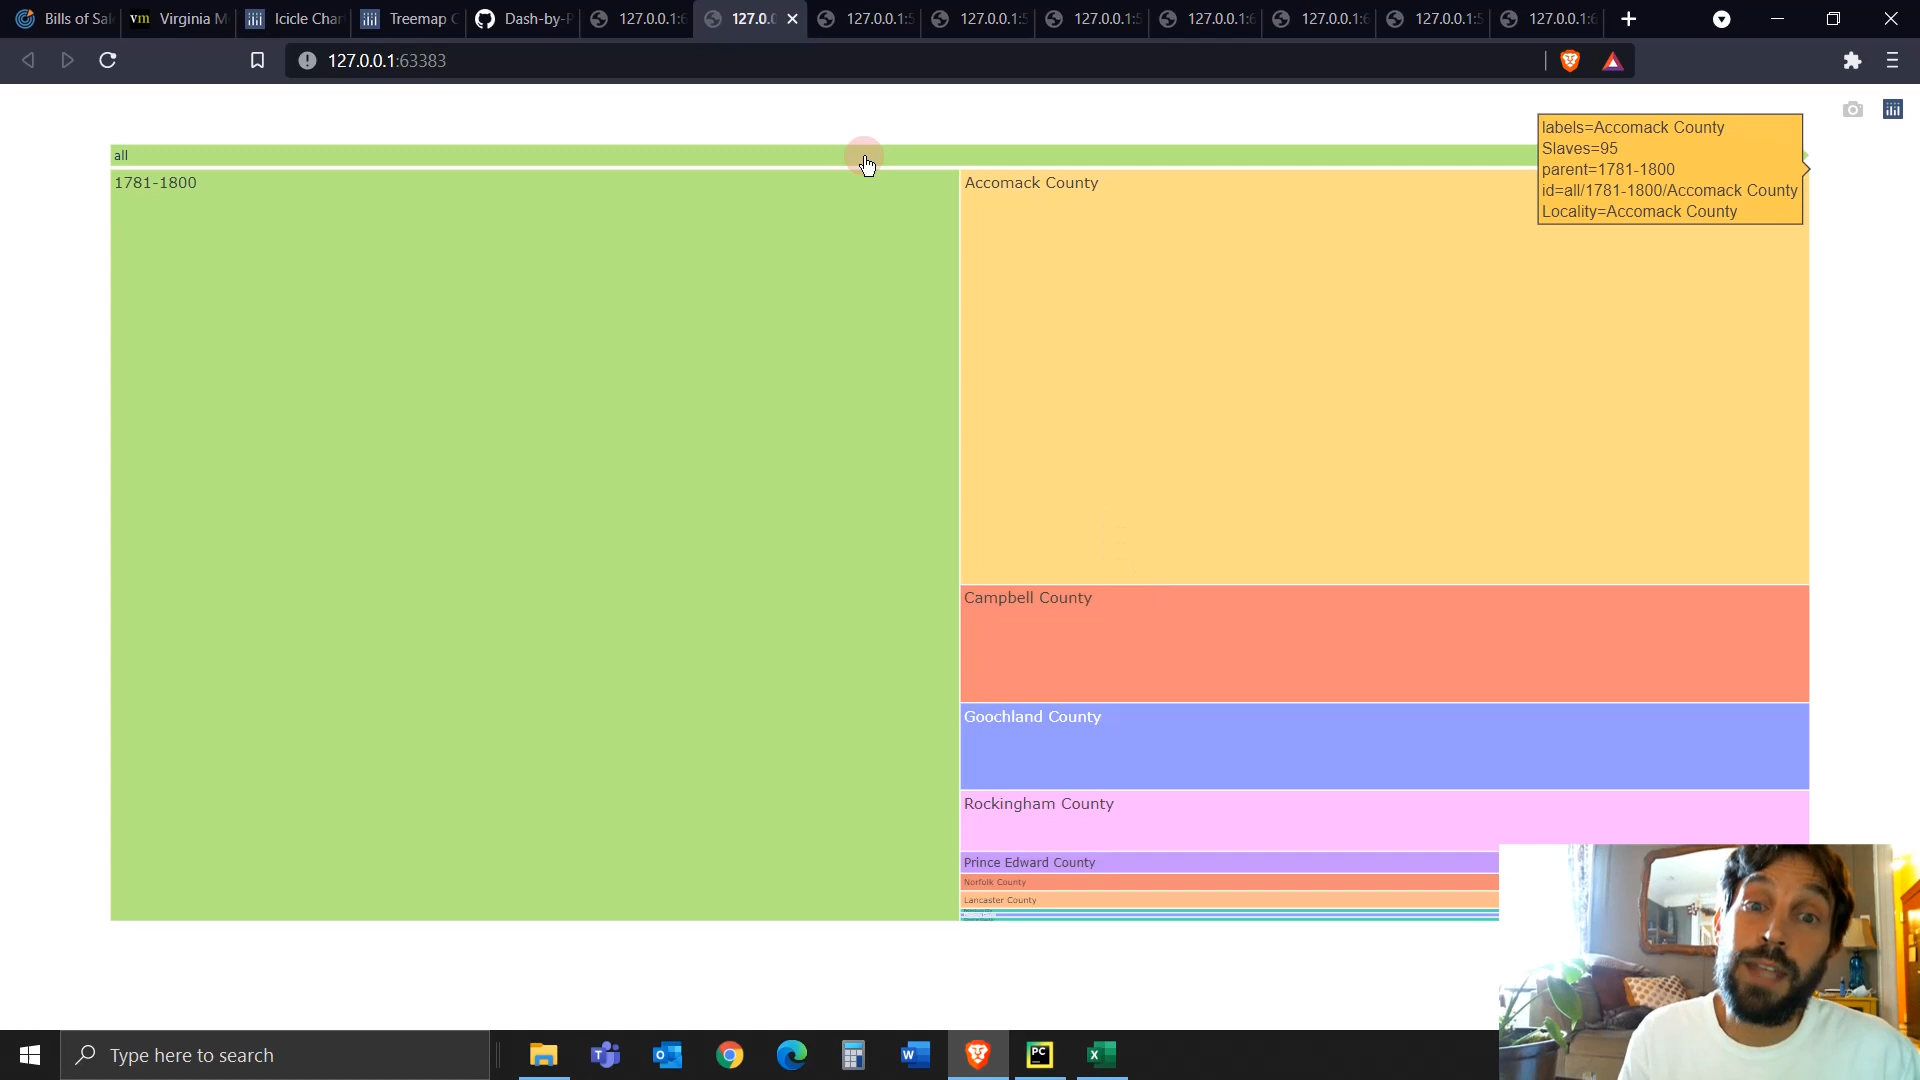 Bills of Sal
vm Virginia M
Icicle Char
Treemap C
Dash-by-P
127.0.0.1:6
127.0.0
127.0.0.1:5
127.0.0.1:5
127.0.0.1:5
127.0.0.1:6
127.0.0.1:6
127.0.0.1:5
127.0.0.1:6
127.0.0.1:63383
labels=Accomack County
Slaves=95
parent=1781-1800
id=all/1781-1800/Accomack County
Locality=Accomack County
all
1781-1800
Accomack County
Campbell County
Goochland County
Rockingham County
Prince Edward County
Norfolk County
Lancaster County
Type here to search
PC